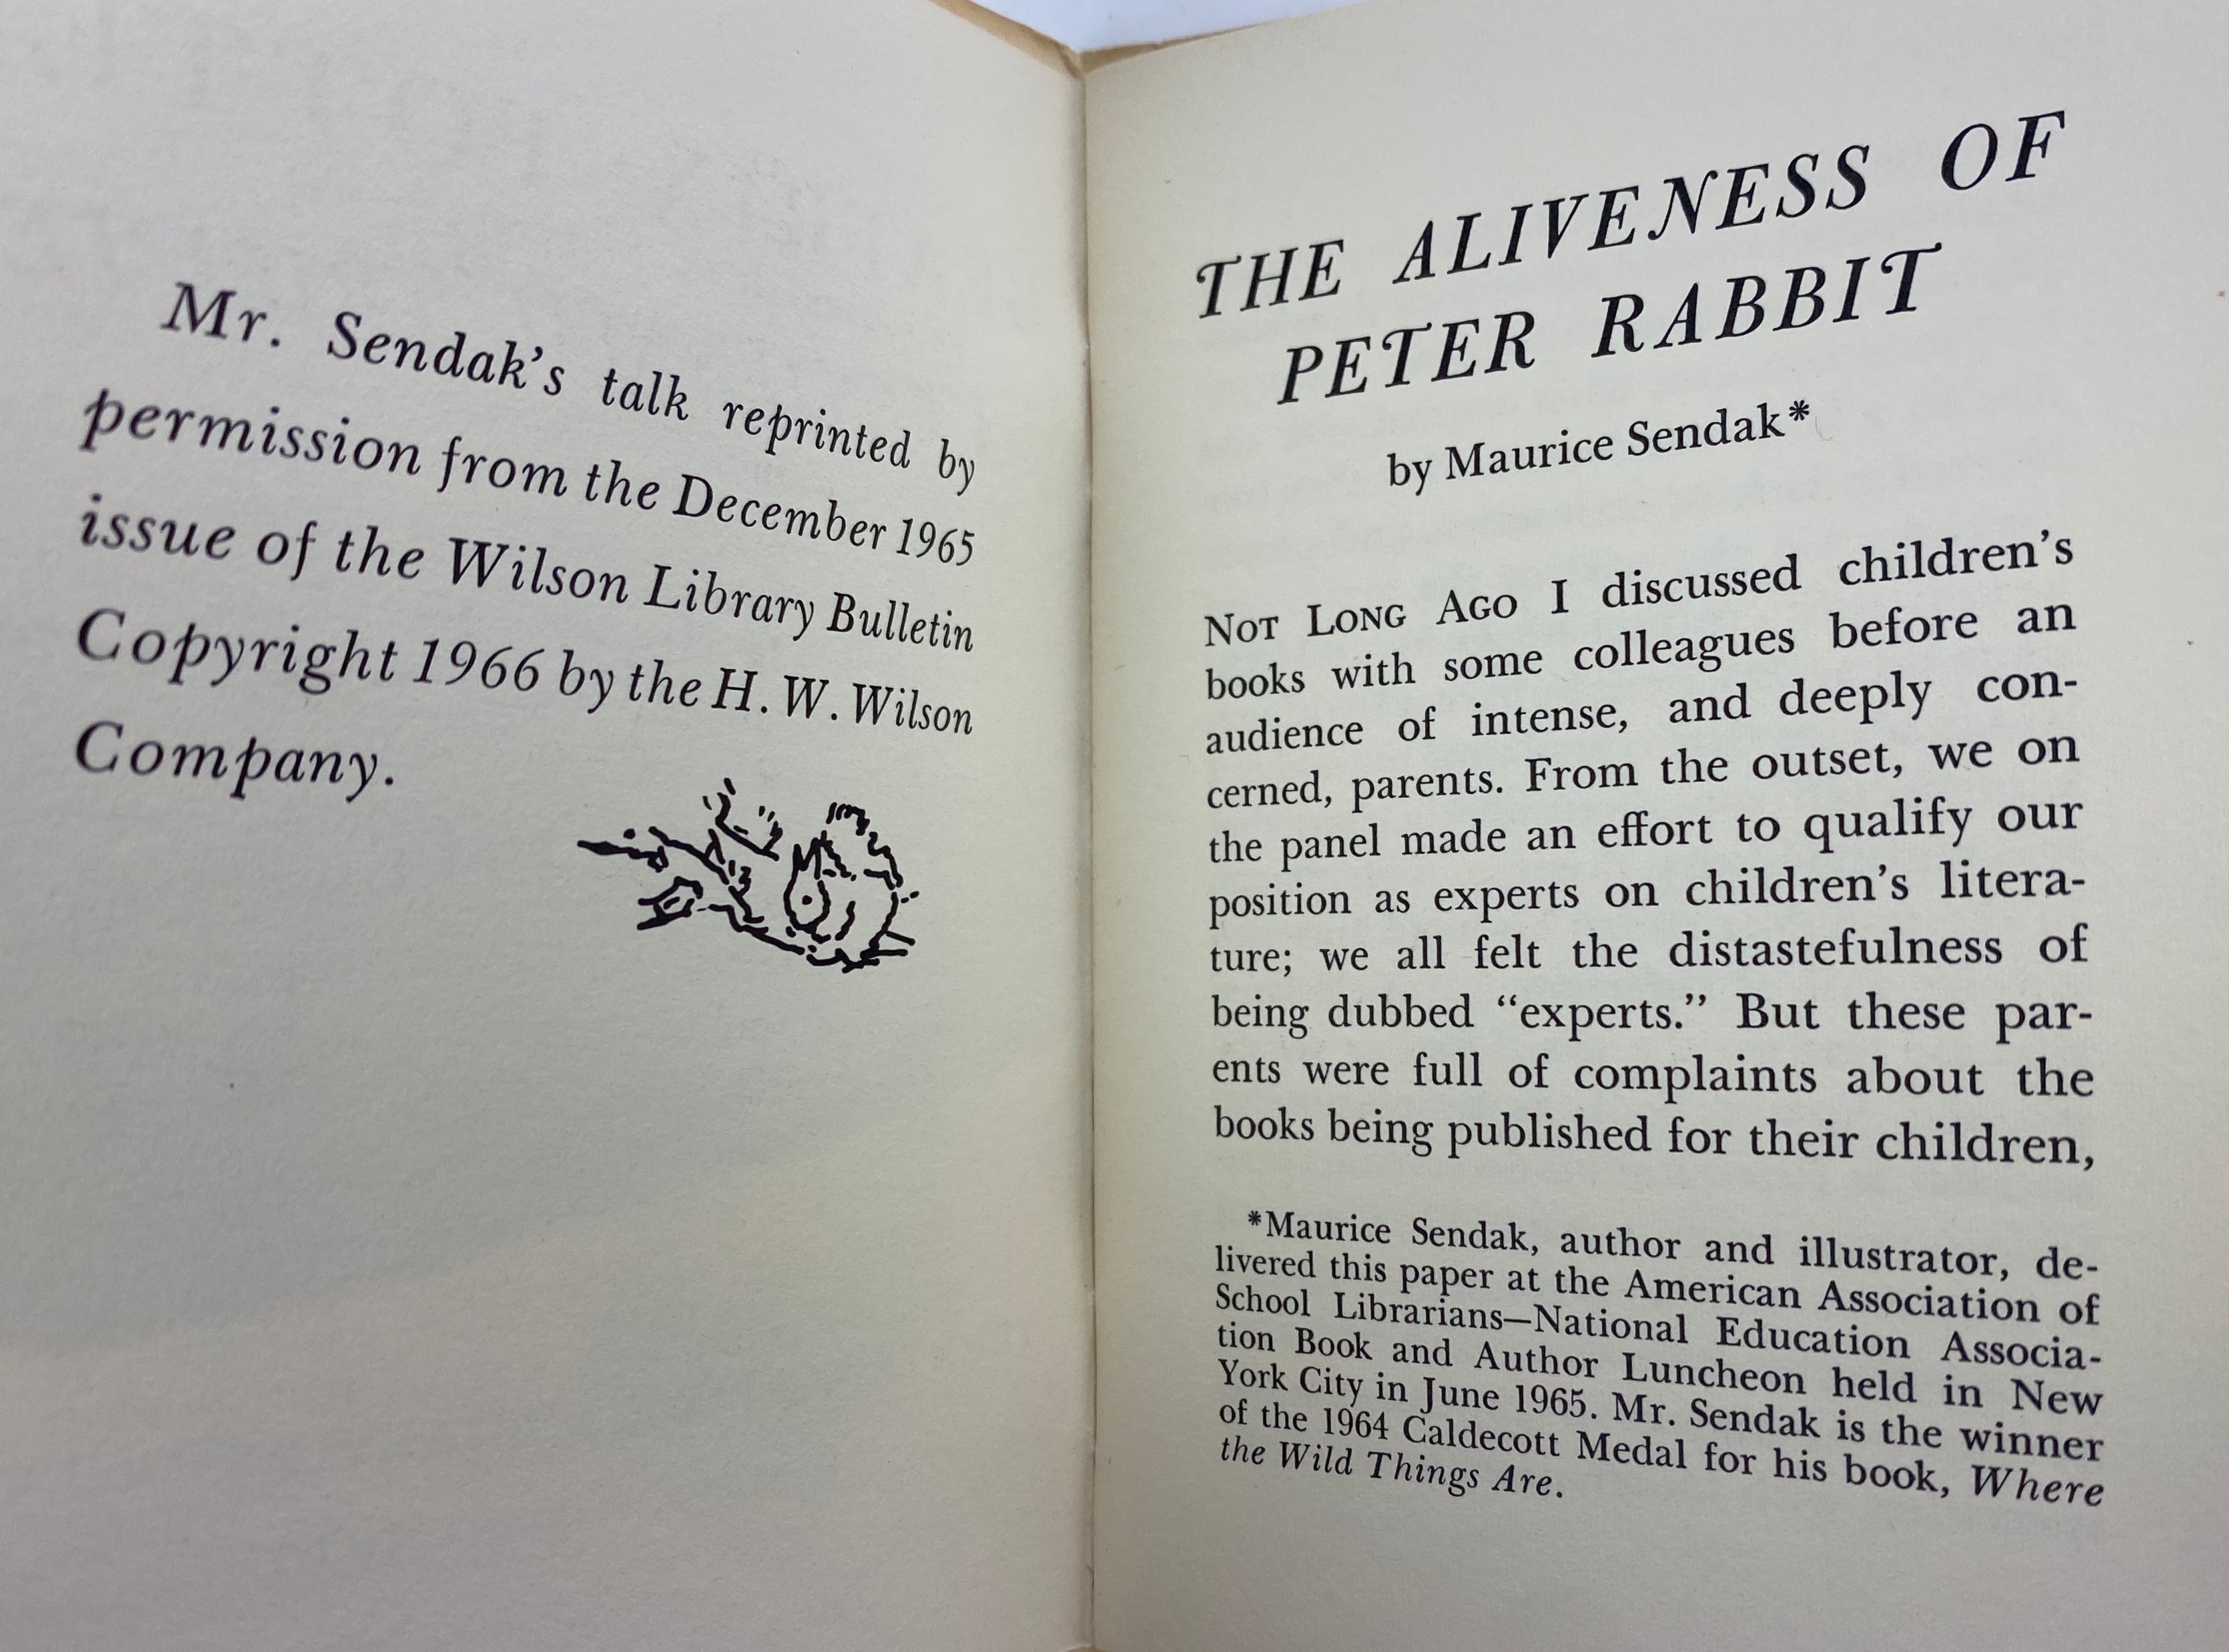 Mr. Sendak’s talk reprinted by
permission from the December 1965
issue of the Wilson Library Bulletin
Copyright 1966 by the H. W. Wilson
Company.
THE ALIVENESS OF
PETER RABBIT
by Maurice Sendak*
NOT LONG AGO I discussed children’s
books with some colleagues before an
audience of intense, and deeply con-
cerned, parents. From the outset, we on
the panel made an effort to qualify our
position as experts on children’s litera-
ture; we all felt the distastefulness of
being dubbed “experts.” But these par-
ents were full of complaints about the
books being published for their children,
*Maurice Sendak, author and illustrator, de-
livered this paper at the American Association of
School Librarians—National Education Associa-
tion Book and Author Luncheon held in New
York City in June 1965. Mr. Sendak is the winner
of the 1964 Caldecott Medal for his book, Where
the Wild Things Are.